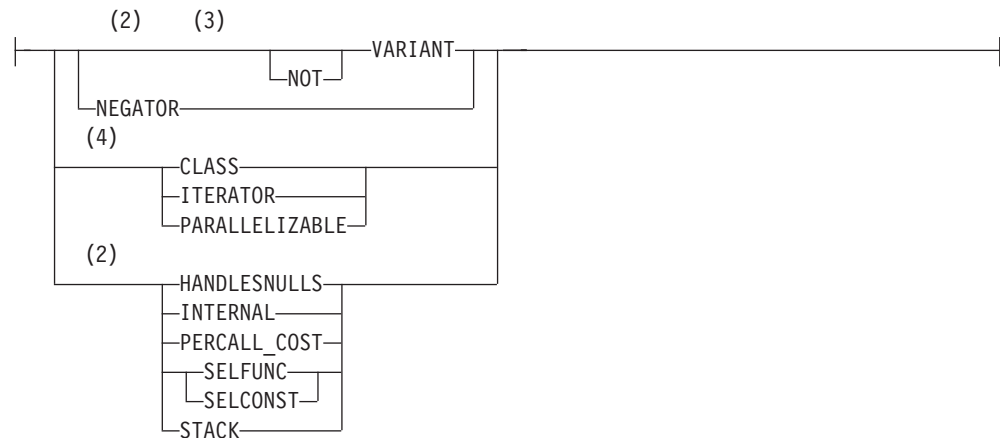 (2) (3)
VARIANT
NOT
NEGATOR
(4)
CLASS
ITERATOR
PARALLELIZABLE
(2)
HANDLESNULLS
INTERNAL
PERCALL_COST
SELFUNC
SELCONST
STACK